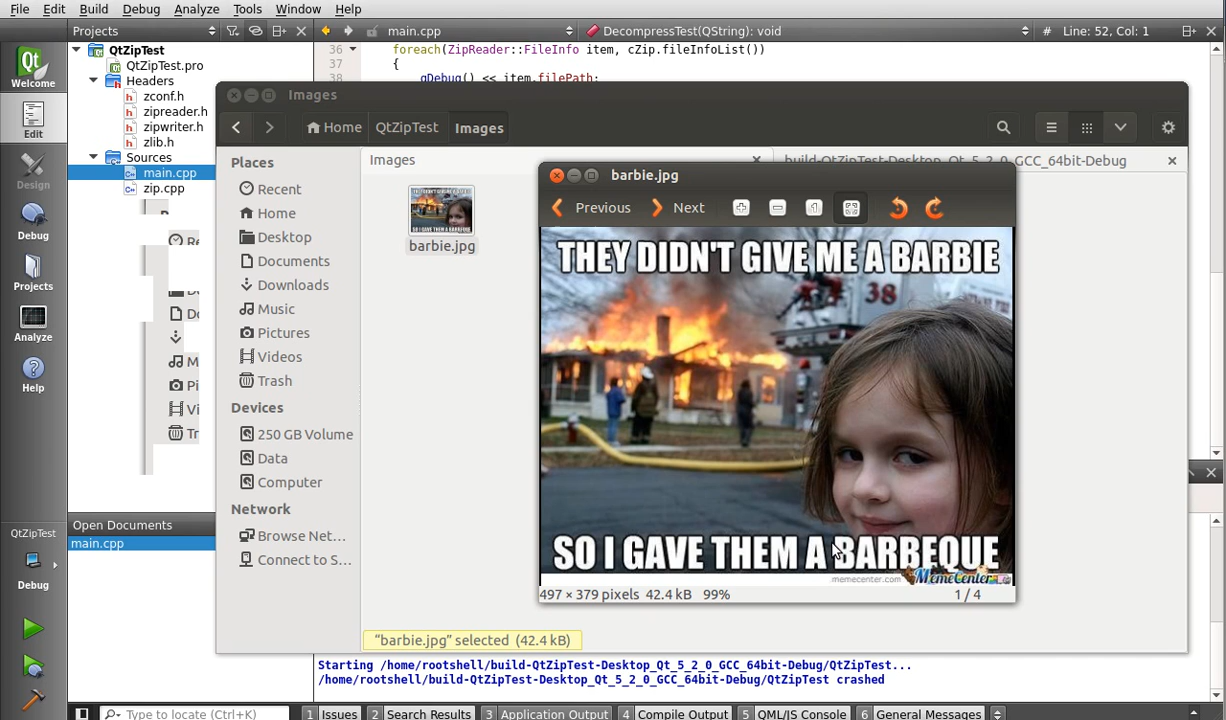 File Edit Build Debug Analyze Tools Window Help
Projects
main.cpp
DecompressTest(QString): void
#
Line: 52, Col: 1
Welcome
Edit
Design
Debug
Projects
Analyze
Help
QtZipTest
Debug
QtZipTest
QtZipTest.pro
Headers
zconf.h
zipreader.h
zipwriter.h
zlib.h
Sources
main.cpp
zip.cpp
Re
Do
M
Pi
Vi
Tr
Open Documents
main.cpp
36 foreach(ZipReader::FileInfo item, cZip.fileInfoList())
37 {
38 qDebug() << item.filePath;
Images
Home QtZipTest Images
Places
Recent
Home
Desktop
Documents
Downloads
Music
Pictures
Videos
Trash
Devices
250 GB Volume
Data
Computer
Network
Browse Net...
Connect to S...
Images
build-QtZipTest-Desktop_Qt_5_2_0_GCC_64bit-Debug
barbie.jpg
"barbie.jpg" selected (42.4 kB)
barbie.jpg
Previous Next
THEY DIDN'T GIVE ME A BARBIE
38
SO I GAVE THEM A BARBEQUE
memecenter.com MemeCenter
497 × 379 pixels 42.4 kB 99% 1 / 4
Starting /home/rootshell/build-QtZipTest-Desktop_Qt_5_2_0_GCC_64bit-Debug/QtZipTest...
/home/rootshell/build-QtZipTest-Desktop_Qt_5_2_0_GCC_64bit-Debug/QtZipTest crashed
Type to locate (Ctrl+K)
1 Issues 2 Search Results 3 Application Output 4 Compile Output 5 QML/JS Console 6 General Messages